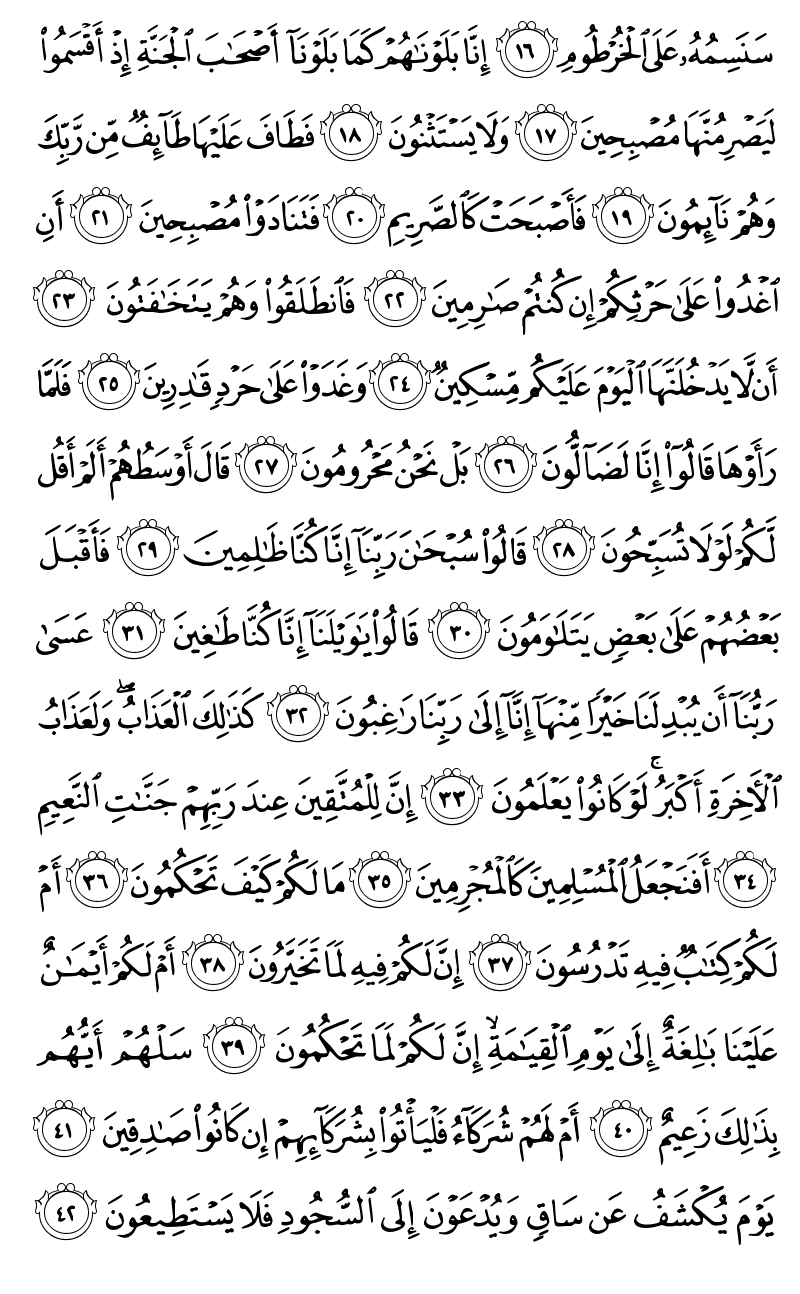 سَنَسِمُهُۥ عَلَى ٱلْخُرْطُومِ ١٦ إِنَّا بَلَوْنَٰهُمْ كَمَا بَلَوْنَآ أَصْحَٰبَ ٱلْجَنَّةِ إِذْ أَقْسَمُوا۟
لَيَصْرِمُنَّهَا مُصْبِحِينَ ١٧ وَلَا يَسْتَثْنُونَ ١٨ فَطَافَ عَلَيْهَا طَآئِفٌ مِّن رَّبِّكَ
وَهُمْ نَآئِمُونَ ١٩ فَأَصْبَحَتْ كَٱلصَّرِيمِ ٢٠ فَتَنَادَوْا۟ مُصْبِحِينَ ٢١ أَنِ
ٱغْدُوا۟ عَلَىٰ حَرْثِكُمْ إِن كُنتُمْ صَٰرِمِينَ ٢٢ فَٱنطَلَقُوا۟ وَهُمْ يَتَخَٰفَتُونَ ٢٣
أَن لَّا يَدْخُلَنَّهَا ٱلْيَوْمَ عَلَيْكُم مِّسْكِينٌ ٢٤ وَغَدَوْا۟ عَلَىٰ حَرْدٍ قَٰدِرِينَ ٢٥ فَلَمَّا
رَأَوْهَا قَالُوٓا۟ إِنَّا لَضَآلُّونَ ٢٦ بَلْ نَحْنُ مَحْرُومُونَ ٢٧ قَالَ أَوْسَطُهُمْ أَلَمْ أَقُل
لَّكُمْ لَوْلَا تُسَبِّحُونَ ٢٨ قَالُوا۟ سُبْحَٰنَ رَبِّنَآ إِنَّا كُنَّا ظَٰلِمِينَ ٢٩ فَأَقْبَلَ
بَعْضُهُمْ عَلَىٰ بَعْضٍ يَتَلَٰوَمُونَ ٣٠ قَالُوا۟ يَٰوَيْلَنَآ إِنَّا كُنَّا طَٰغِينَ ٣١ عَسَىٰ
رَبُّنَآ أَن يُبْدِلَنَا خَيْرًا مِّنْهَآ إِنَّآ إِلَىٰ رَبِّنَا رَٰغِبُونَ ٣٢ كَذَٰلِكَ ٱلْعَذَابُ ۖ وَلَعَذَابُ
ٱلْءَاخِرَةِ أَكْبَرُ ۚ لَوْ كَانُوا۟ يَعْلَمُونَ ٣٣ إِنَّ لِلْمُتَّقِينَ عِندَ رَبِّهِمْ جَنَّٰتِ ٱلنَّعِيمِ
٣٤ أَفَنَجْعَلُ ٱلْمُسْلِمِينَ كَٱلْمُجْرِمِينَ ٣٥ مَا لَكُمْ كَيْفَ تَحْكُمُونَ ٣٦ أَمْ
لَكُمْ كِتَٰبٌ فِيهِ تَدْرُسُونَ ٣٧ إِنَّ لَكُمْ فِيهِ لَمَا تَخَيَّرُونَ ٣٨ أَمْ لَكُمْ أَيْمَٰنٌ
عَلَيْنَا بَٰلِغَةٌ إِلَىٰ يَوْمِ ٱلْقِيَٰمَةِ ۙ إِنَّ لَكُمْ لَمَا تَحْكُمُونَ ٣٩ سَلْهُمْ أَيُّهُم
بِذَٰلِكَ زَعِيمٌ ٤٠ أَمْ لَهُمْ شُرَكَآءُ فَلْيَأْتُوا۟ بِشُرَكَآئِهِمْ إِن كَانُوا۟ صَٰدِقِينَ ٤١
يَوْمَ يُكْشَفُ عَن سَاقٍ وَيُدْعَوْنَ إِلَى ٱلسُّجُودِ فَلَا يَسْتَطِيعُونَ ٤٢